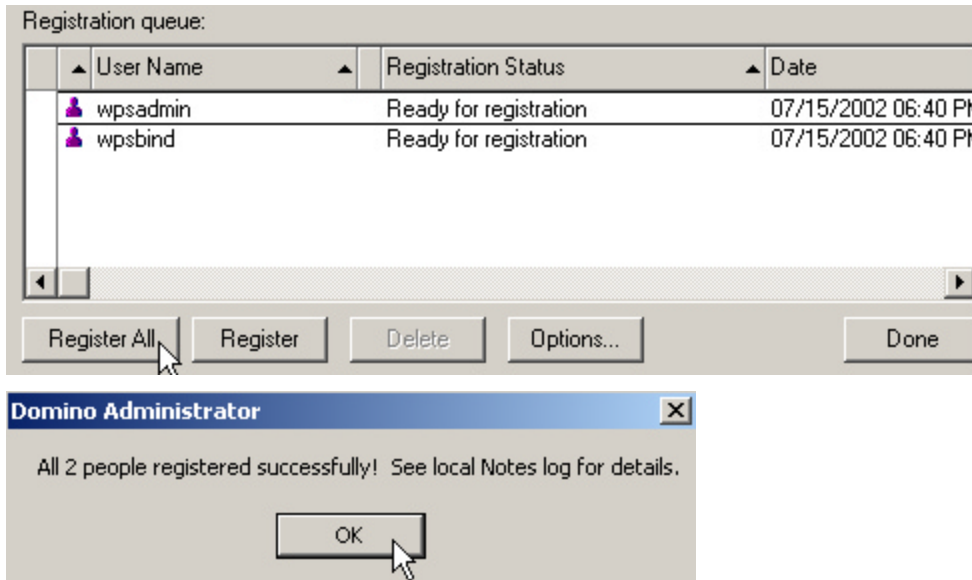 Registration queue:
User Name Registration Status Date
wpsadmin Ready for registration 07/15/2002 06:40 PM
wpsbind Ready for registration 07/15/2002 06:40 PM
Register All Register Delete Options... Done
Domino Administrator
All 2 people registered successfully! See local Notes log for details.
OK